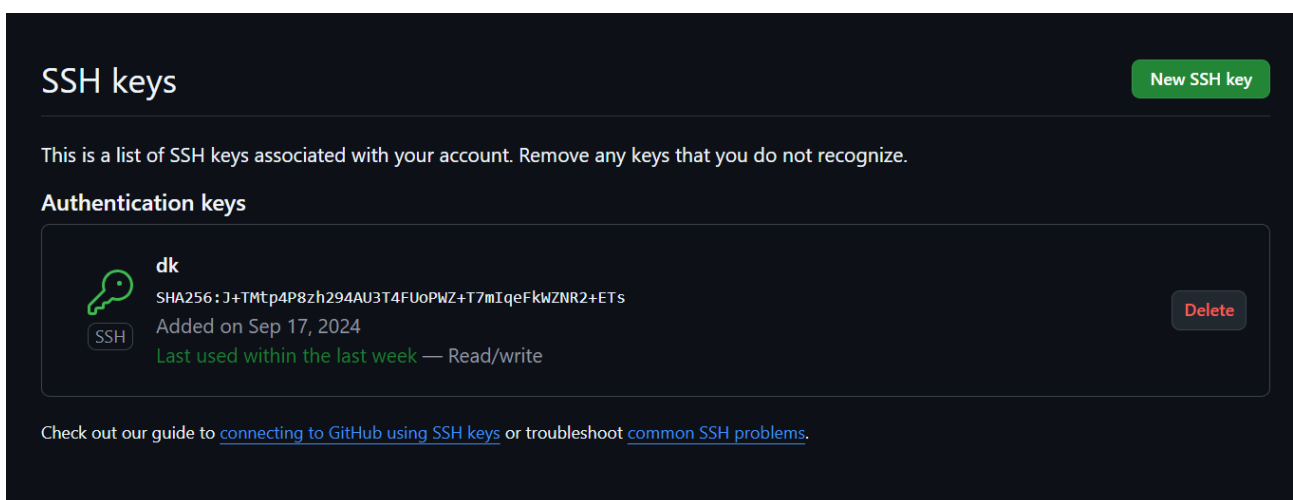 SSH keys
New SSH key
This is a list of SSH keys associated with your account. Remove any keys that you do not recognize.
Authentication keys
dk
SHA256:J+TMtp4P8zh294AU3T4FUoPWZ+T7mIqeFkWZNR2+ETs
SSH
Added on Sep 17, 2024
Last used within the last week — Read/write
Delete
Check out our guide to connecting to GitHub using SSH keys or troubleshoot common SSH problems.